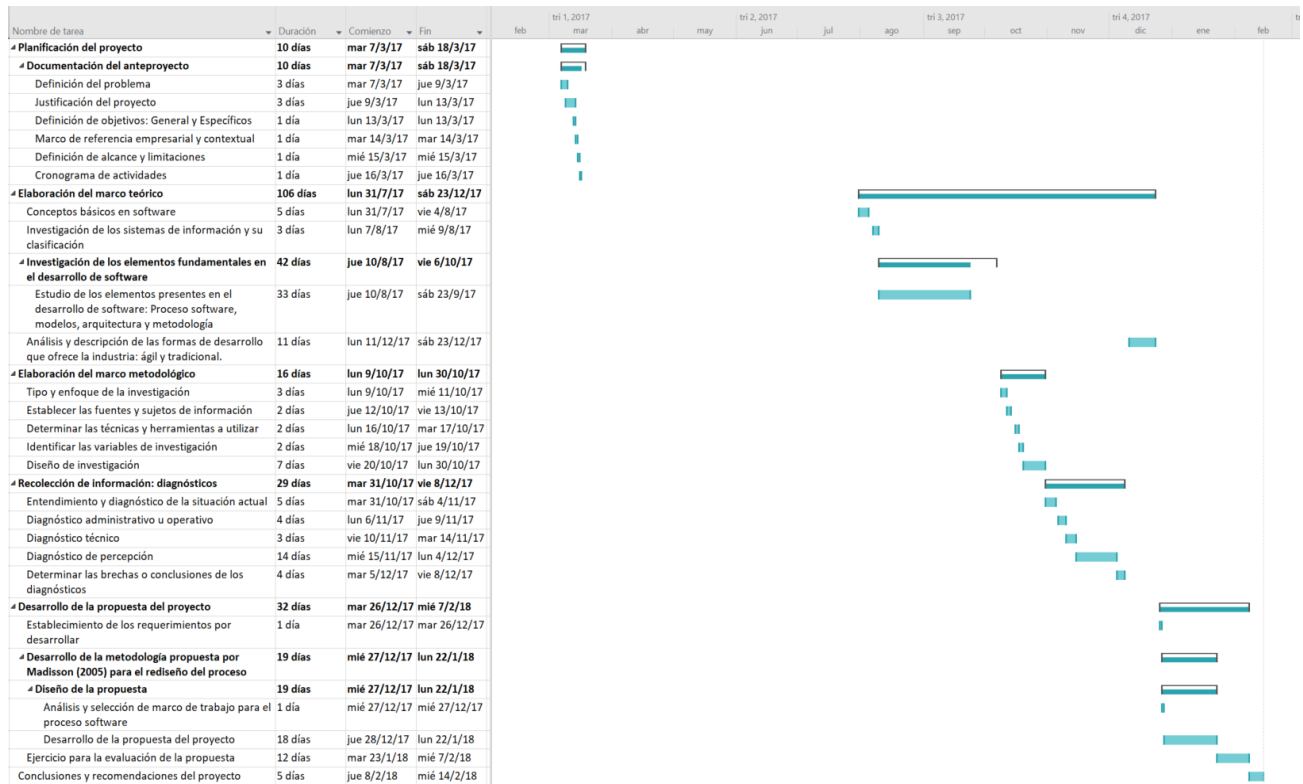 tri 1, 2017 tri 2, 2017 tri 3, 2017 tri 4, 2017 tri
Nombre de tarea Duración Comienzo Fin feb mar abr may jun jul ago sep oct nov dic ene feb
Planificación del proyecto 10 días mar 7/3/17 sáb 18/3/17
Documentación del anteproyecto 10 días mar 7/3/17 sáb 18/3/17
Definición del problema 3 días mar 7/3/17 jue 9/3/17
Justificación del proyecto 3 días jue 9/3/17 lun 13/3/17
Definición de objetivos: General y Específicos 1 día lun 13/3/17 lun 13/3/17
Marco de referencia empresarial y contextual 1 día mar 14/3/17 mar 14/3/17
Definición de alcance y limitaciones 1 día mié 15/3/17 mié 15/3/17
Cronograma de actividades 1 día jue 16/3/17 jue 16/3/17
Elaboración del marco teórico 106 días lun 31/7/17 sáb 23/12/17
Conceptos básicos en software 5 días lun 31/7/17 vie 4/8/17
Investigación de los sistemas de información y su 3 días lun 7/8/17 mié 9/8/17
clasificación
Investigación de los elementos fundamentales en 42 días jue 10/8/17 vie 6/10/17
el desarrollo de software
Estudio de los elementos presentes en el 33 días jue 10/8/17 sáb 23/9/17
desarrollo de software: Proceso software,
modelos, arquitectura y metodología
Análisis y descripción de las formas de desarrollo 11 días lun 11/12/17 sáb 23/12/17
que ofrece la industria: ágil y tradicional.
Elaboración del marco metodológico 16 días lun 9/10/17 lun 30/10/17
Tipo y enfoque de la investigación 3 días lun 9/10/17 mié 11/10/17
Establecer las fuentes y sujetos de información 2 días jue 12/10/17 vie 13/10/17
Determinar las técnicas y herramientas a utilizar 2 días lun 16/10/17 mar 17/10/17
Identificar las variables de investigación 2 días mié 18/10/17 jue 19/10/17
Diseño de investigación 7 días vie 20/10/17 lun 30/10/17
Recolección de información: diagnósticos 29 días mar 31/10/17 vie 8/12/17
Entendimiento y diagnóstico de la situación actual 5 días mar 31/10/17 sáb 4/11/17
Diagnóstico administrativo u operativo 4 días lun 6/11/17 jue 9/11/17
Diagnóstico técnico 3 días vie 10/11/17 mar 14/11/17
Diagnóstico de percepción 14 días mié 15/11/17 lun 4/12/17
Determinar las brechas o conclusiones de los 4 días mar 5/12/17 vie 8/12/17
diagnósticos
Desarrollo de la propuesta del proyecto 32 días mar 26/12/17 mié 7/2/18
Establecimiento de los requerimientos por 1 día mar 26/12/17 mar 26/12/17
desarrollar
Desarrollo de la metodología propuesta por 19 días mié 27/12/17 lun 22/1/18
Madisson (2005) para el rediseño del proceso
Diseño de la propuesta 19 días mié 27/12/17 lun 22/1/18
Análisis y selección de marco de trabajo para el 1 día mié 27/12/17 mié 27/12/17
proceso software
Desarrollo de la propuesta del proyecto 18 días jue 28/12/17 lun 22/1/18
Ejercicio para la evaluación de la propuesta 12 días mar 23/1/18 mié 7/2/18
Conclusiones y recomendaciones del proyecto 5 días jue 8/2/18 mié 14/2/18